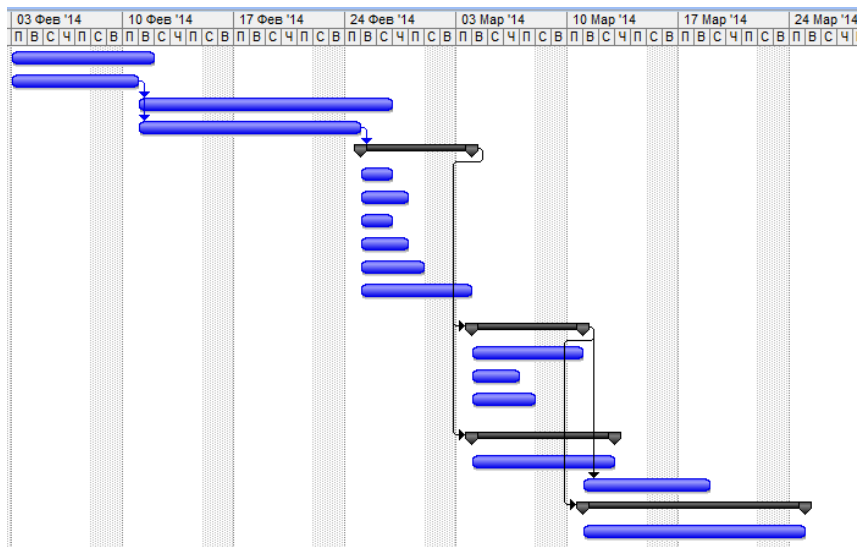 03 Фев '14 10 Фев '14 17 Фев '14 24 Фев '14 03 Мар '14 10 Мар '14 17 Мар '14 24 Мар '14
П В С Ч П С В П В С Ч П С В П В С Ч П С В П В С Ч П С В П В С Ч П С В П В С Ч П С В П В С Ч П С В П В С Ч